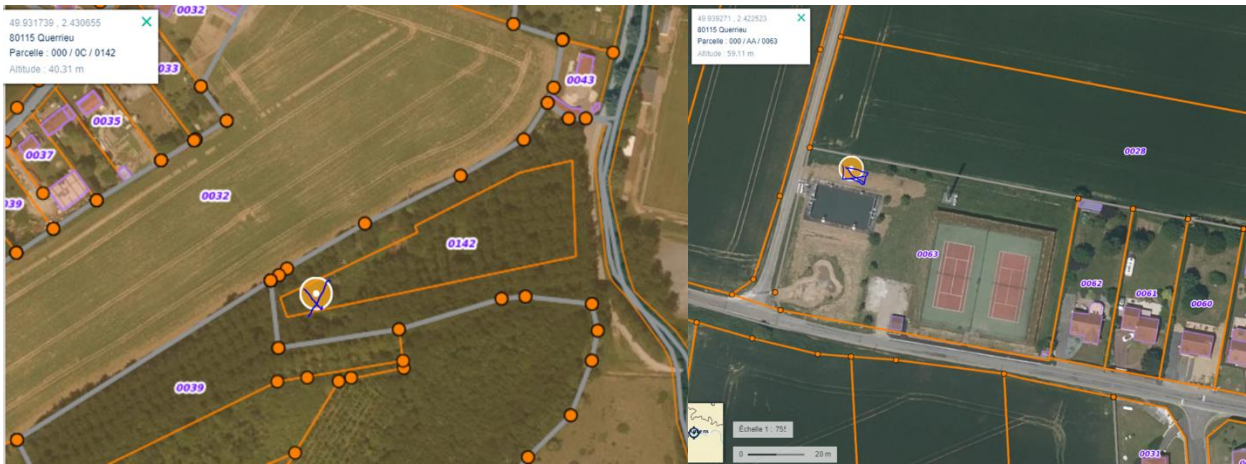 49.931739 , 2.430655
80115 Querrieu
Parcelle : 000 / 0C / 0142
Altitude : 40.31 m
0032
0033
0043
0035
0037
0032
0039
0142
0039
49.939271 , 2.422523
80115 Querrieu
Parcelle : 000 / AA / 0063
Altitude : 59.11 m
0028
0063
0062
0061
0060
Échelle 1 : 755
0 20 m
0031